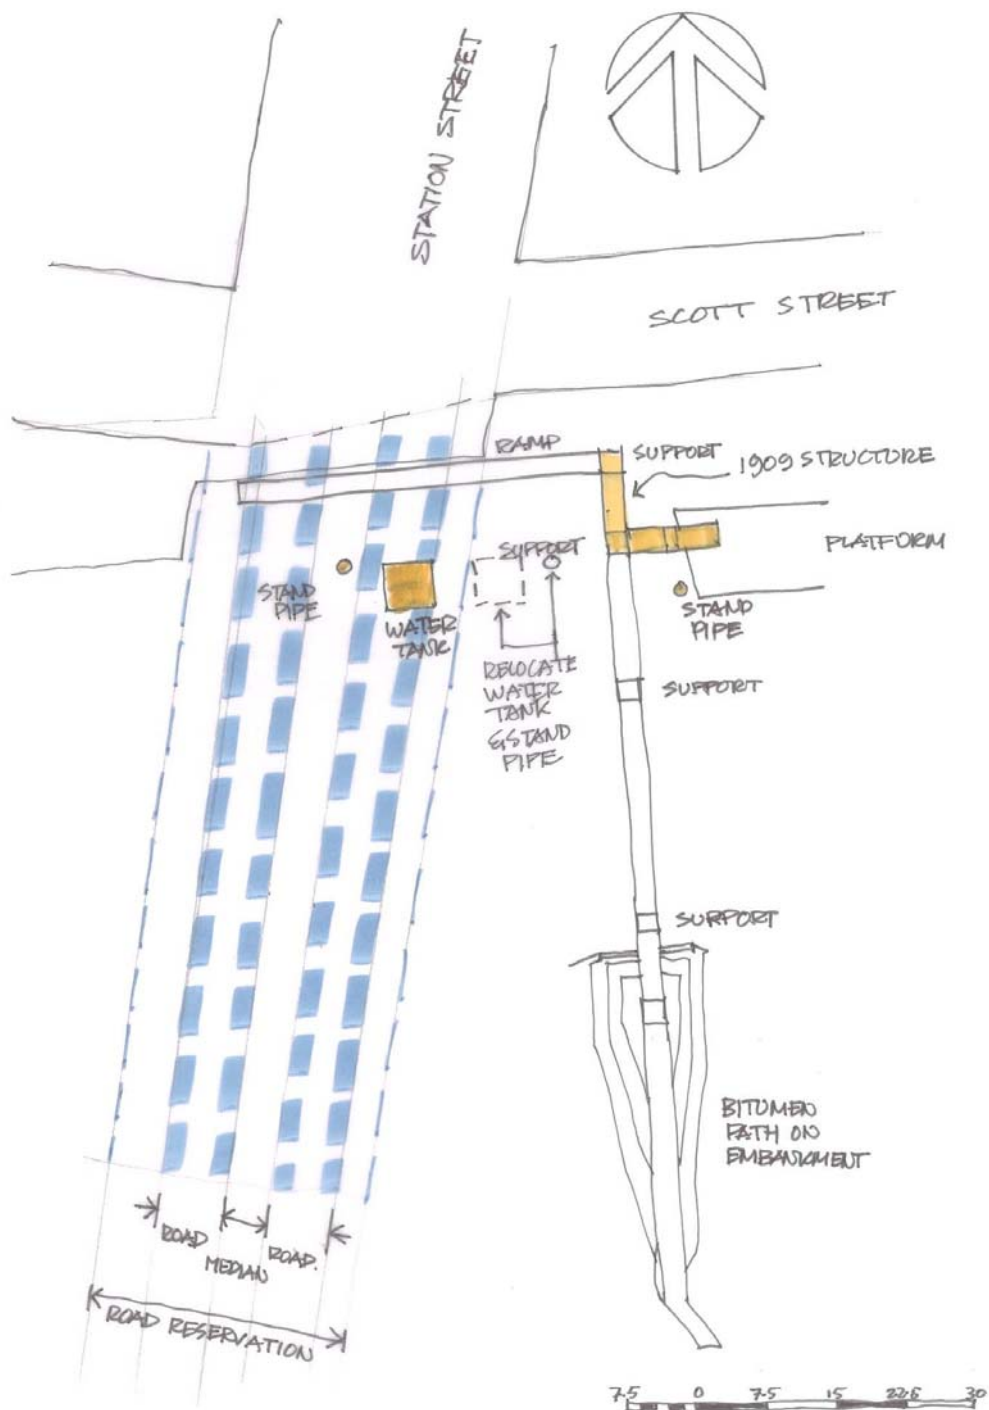 STATION STREET
SCOTT STREET
RAMP
SUPPORT
1909 STRUCTURE
PLATFORM
SUPPORT
STAND
PIPE
WATER
TANK
STAND
PIPE
RELOCATE
WATER
TANK
& STAND
PIPE
SUPPORT
SUPPORT
BITUMEN
PATH ON
EMBANKMENT
ROAD
MEDIAN
ROAD.
ROAD RESERVATION
7.5 0 7.5 15 22.5 30